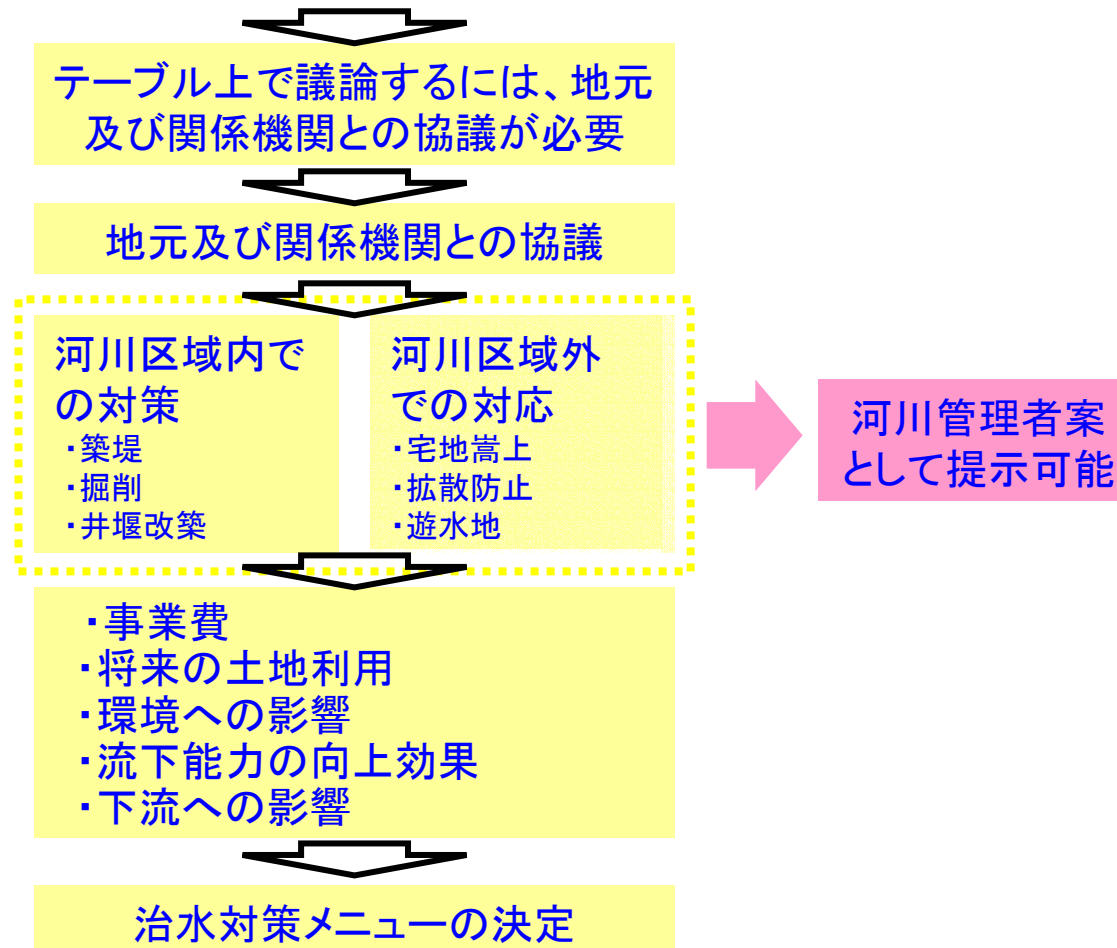 テーブル上で議論するには、地元
及び関係機関との協議が必要
地元及び関係機関との協議
河川区域内で
の対策
・築堤
・掘削
・井堰改築
河川区域外
での対応
・宅地嵩上
・拡散防止
・遊水地
河川管理者案
として提示可能
・事業費
・将来の土地利用
・環境への影響
・流下能力の向上効果
・下流への影響
治水対策メニューの決定